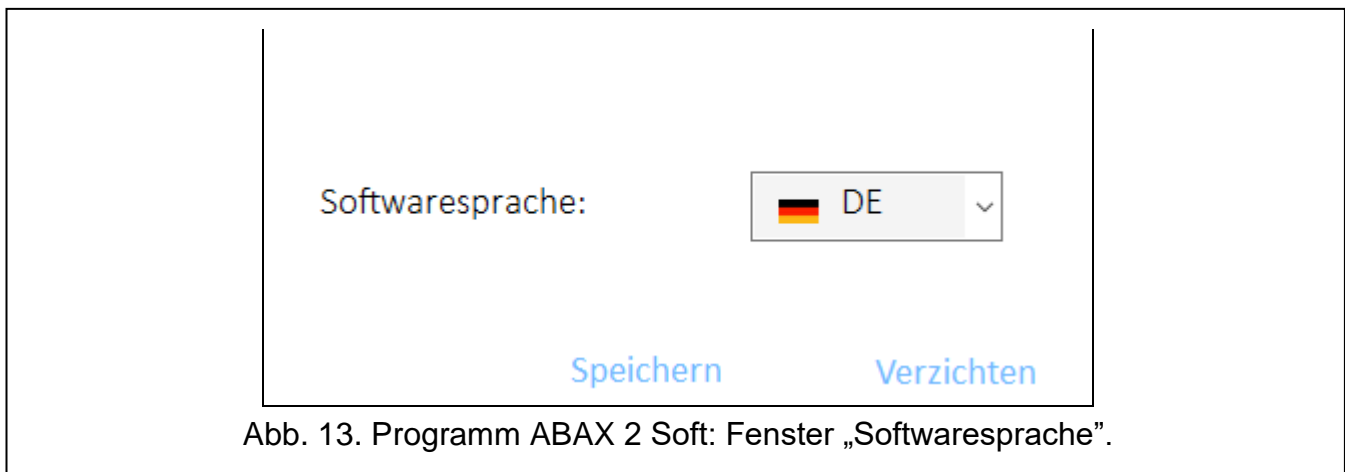 Softwaresprache: DE
Speichern Verzichten
Abb. 13. Programm ABAX 2 Soft: Fenster „Softwaresprache”.